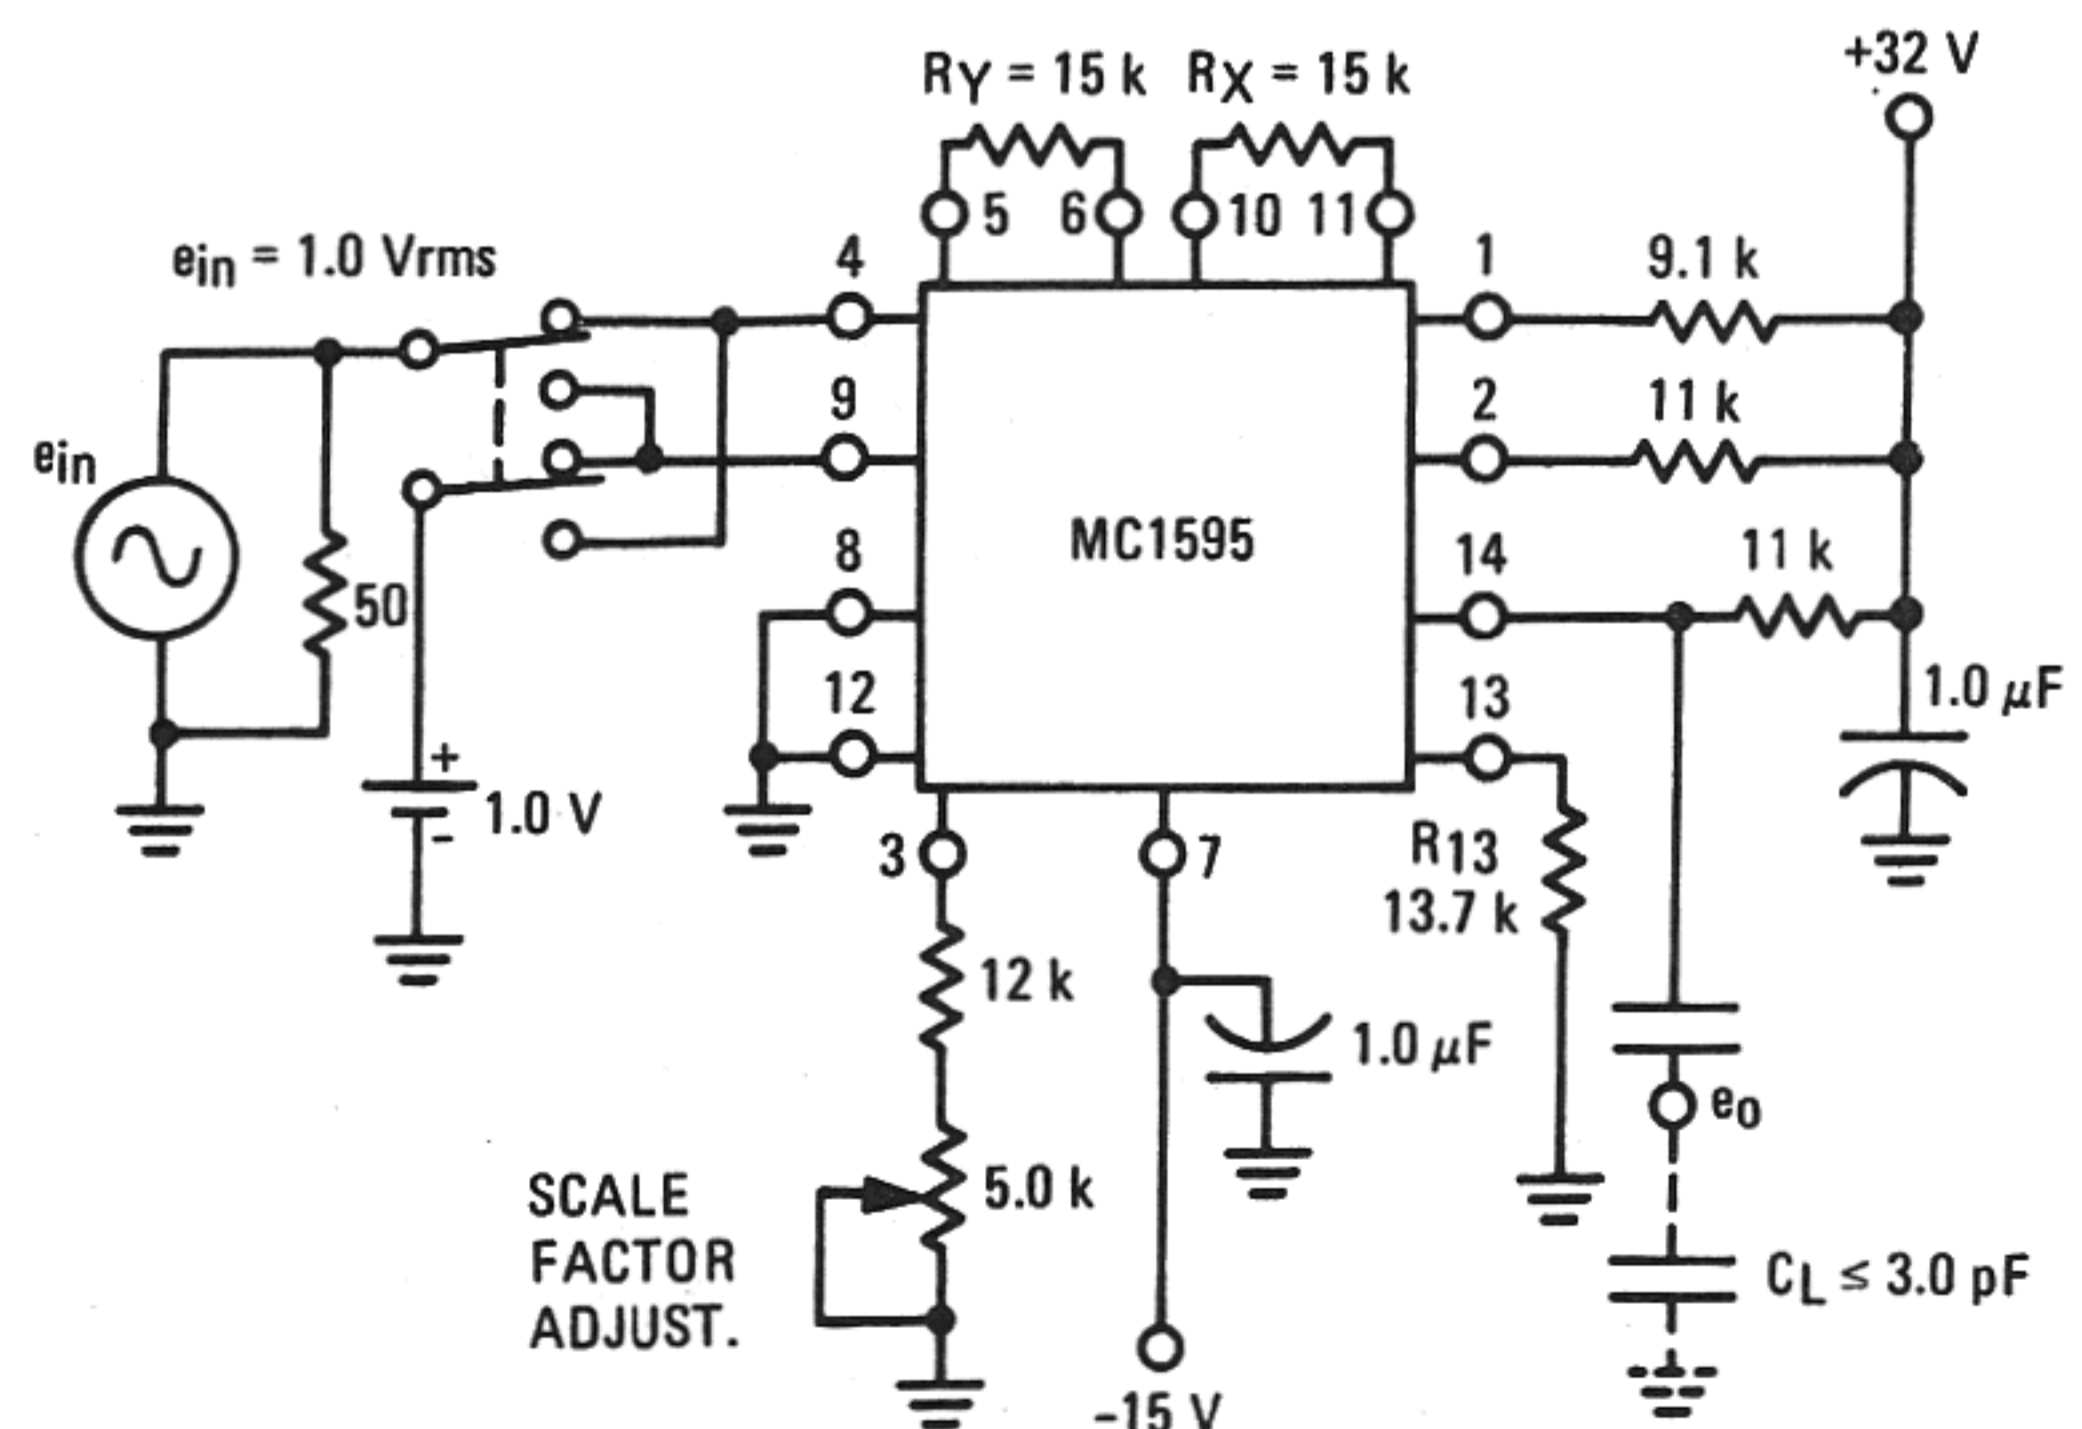 +32 V
RY = 15 k
RX = 15 k
5
6
10
11
ein = 1.0 Vrms
4
1
9.1 k
9
2
11 k
ein
MC1595
8
14
11 k
50
12
13
1.0 μF
+
1.0 V
-
3
7
R13
13.7 k
12 k
1.0 μF
eo
SCALE
FACTOR
ADJUST.
5.0 k
CL ≤ 3.0 pF
-15 V